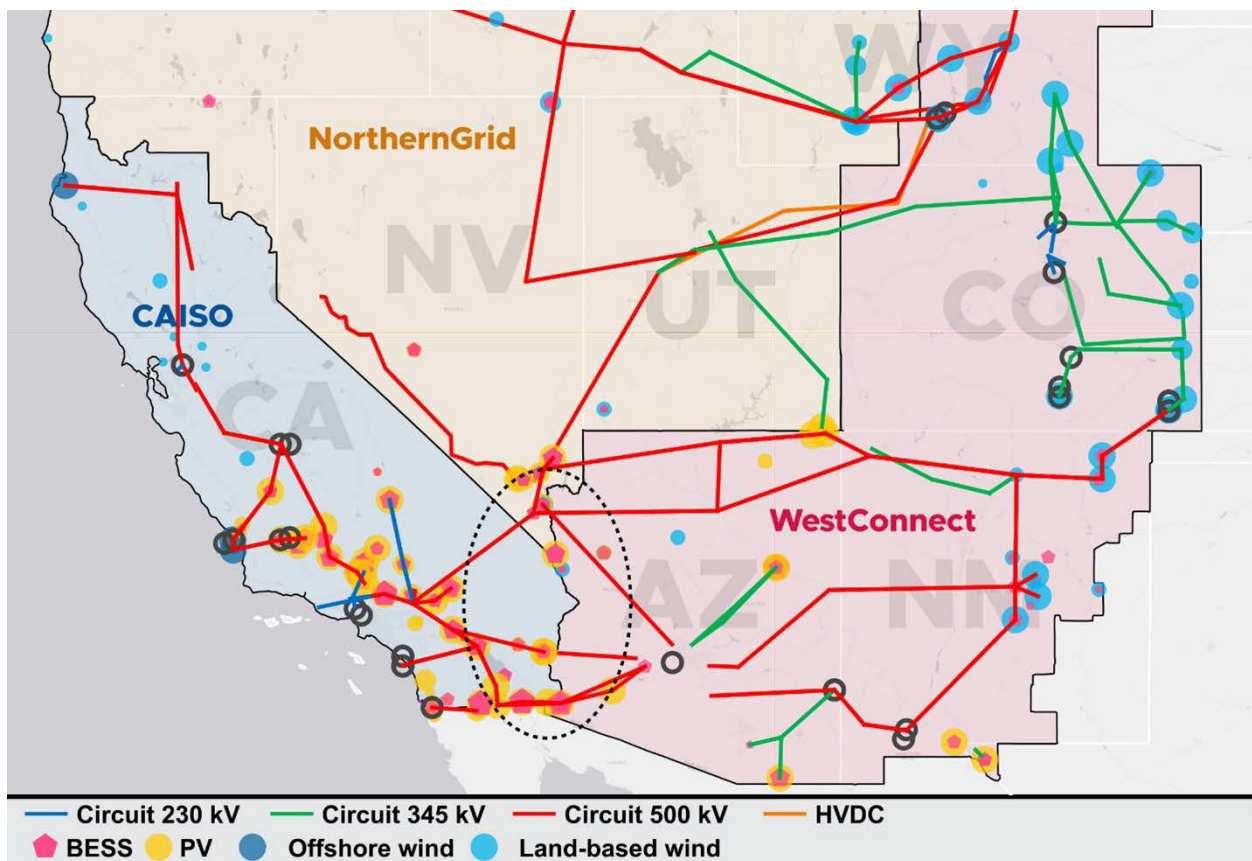 WY
NorthernGrid
NV
UT
CO
CAISO
CA
WestConnect
AZ
NM
Circuit 230 kV Circuit 345 kV Circuit 500 kV HVDC
BESS PV Offshore wind Land-based wind